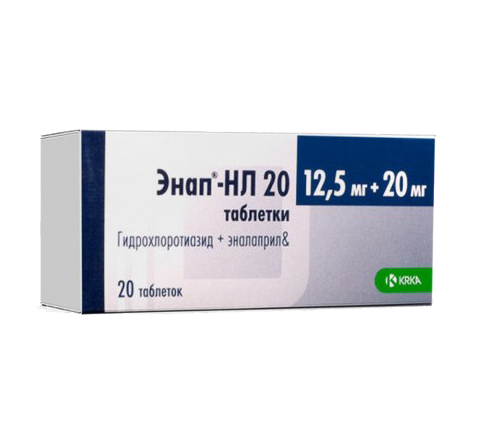 Энап®-НЛ 20 12,5 мг + 20 мг
таблетки
Гидрохлоротиазид + эналаприл&
KRKA
20 таблеток